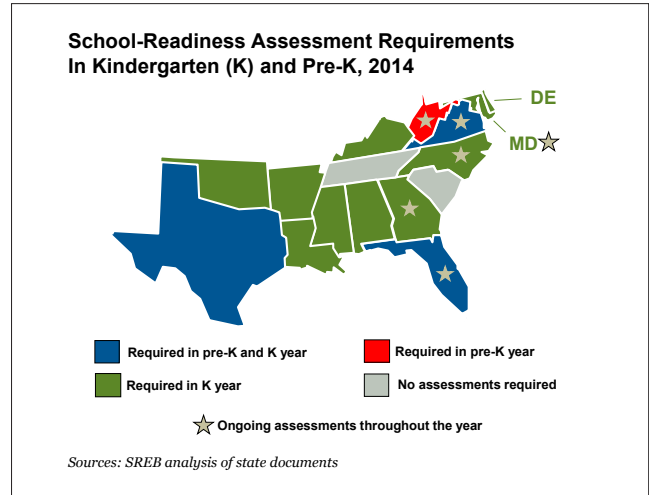 School-Readiness Assessment Requirements
In Kindergarten (K) and Pre-K, 2014
DE
MD
Required in pre-K and K year
Required in pre-K year
Required in K year
No assessments required
Ongoing assessments throughout the year
Sources: SREB analysis of state documents